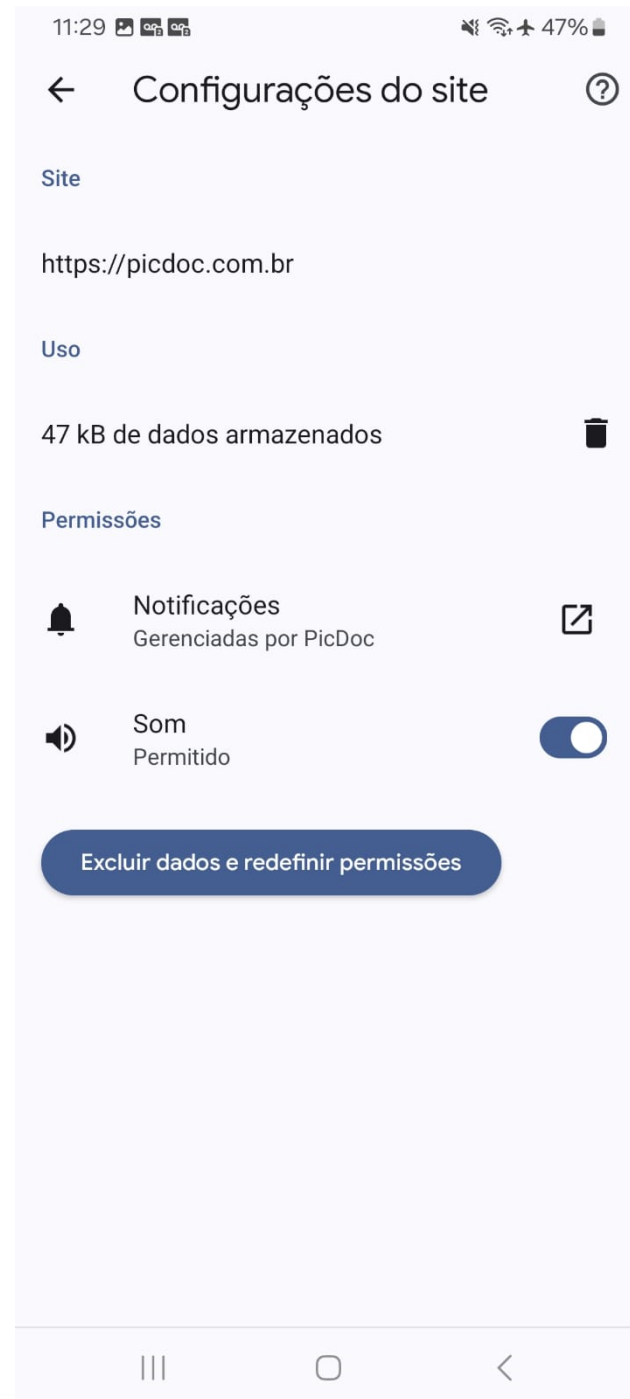 11:29 47%
Configurações do site
Site
https://picdoc.com.br
Uso
47 kB de dados armazenados
Permissões
Notificações
Gerenciadas por PicDoc
Som
Permitido
Excluir dados e redefinir permissões